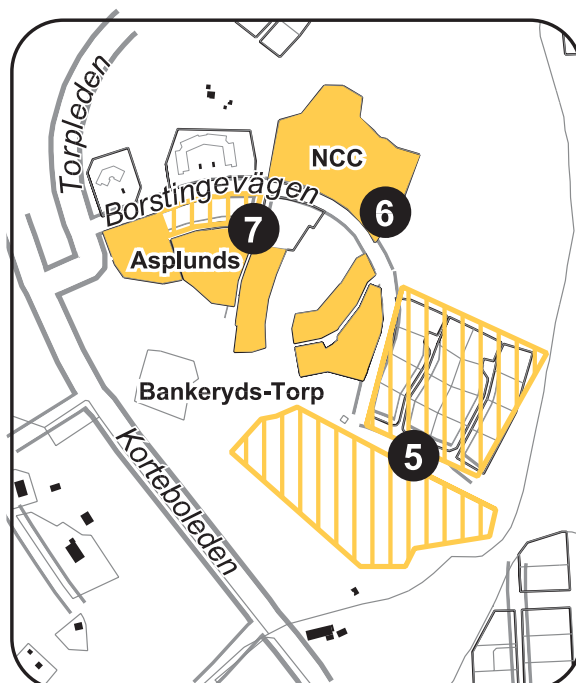 Torpleden
NCC
Borstingevägen
6
7
Asplunds
Bankeryds-Torp
Korteboleden
5